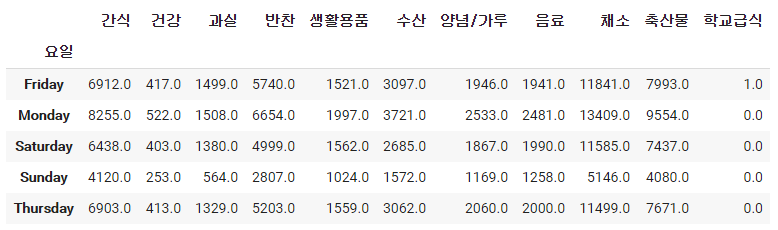 간식 건강 과실 반찬 생활용품 수산 양념/가루 음료 채소 축산물 학교급식
요일
Friday 6912.0 417.0 1499.0 5740.0 1521.0 3097.0 1946.0 1941.0 11841.0 7993.0 1.0
Monday 8255.0 522.0 1508.0 6654.0 1997.0 3721.0 2533.0 2481.0 13409.0 9554.0 0.0
Saturday 6438.0 403.0 1380.0 4999.0 1562.0 2685.0 1867.0 1990.0 11585.0 7437.0 0.0
Sunday 4120.0 253.0 564.0 2807.0 1024.0 1572.0 1169.0 1258.0 5146.0 4080.0 0.0
Thursday 6903.0 413.0 1329.0 5203.0 1559.0 3062.0 2060.0 2000.0 11499.0 7671.0 0.0